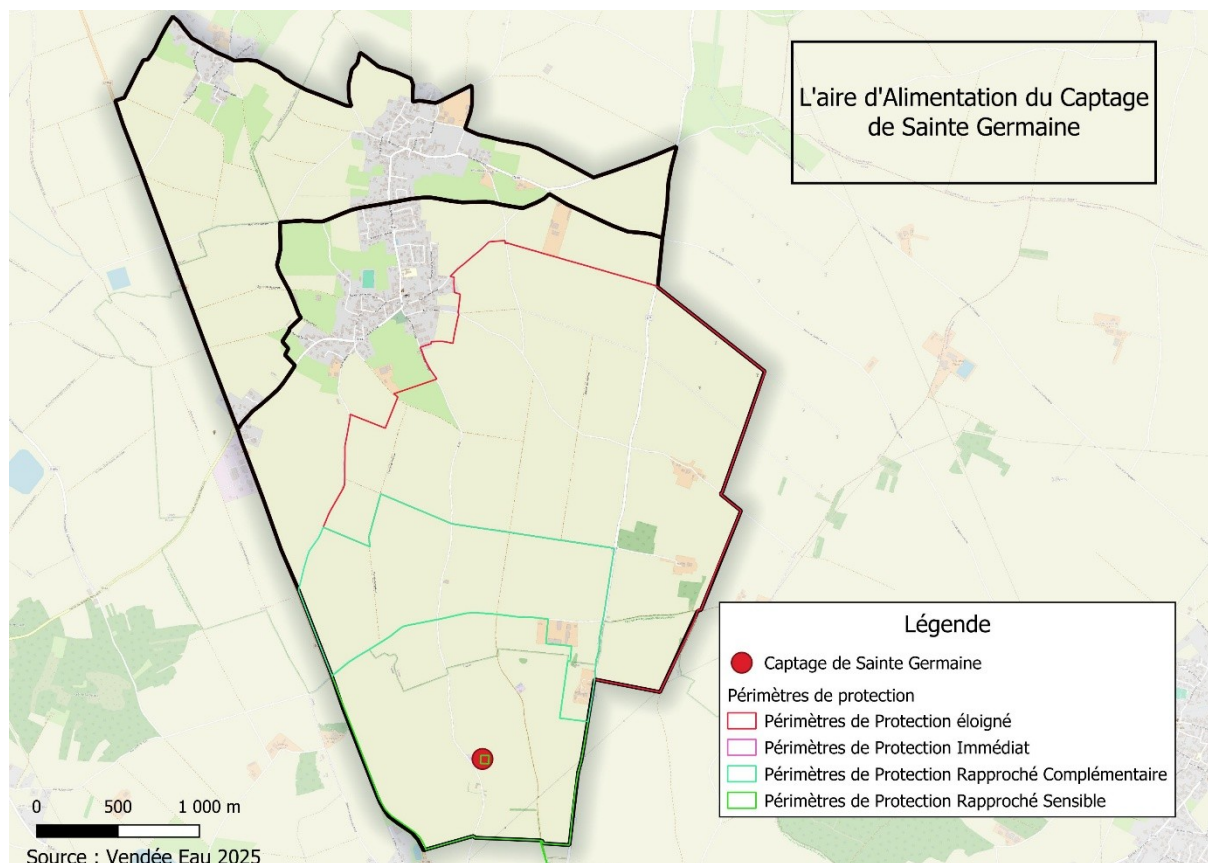 L'aire d'Alimentation du Captage
de Sainte Germaine
Légende
Captage de Sainte Germaine
Périmètres de protection
Périmètres de Protection éloigné
Périmètres de Protection Immédiat
Périmètres de Protection Rapproché Complémentaire
Périmètres de Protection Rapproché Sensible
0 500 1 000 m
Source : Vendée Eau 2025